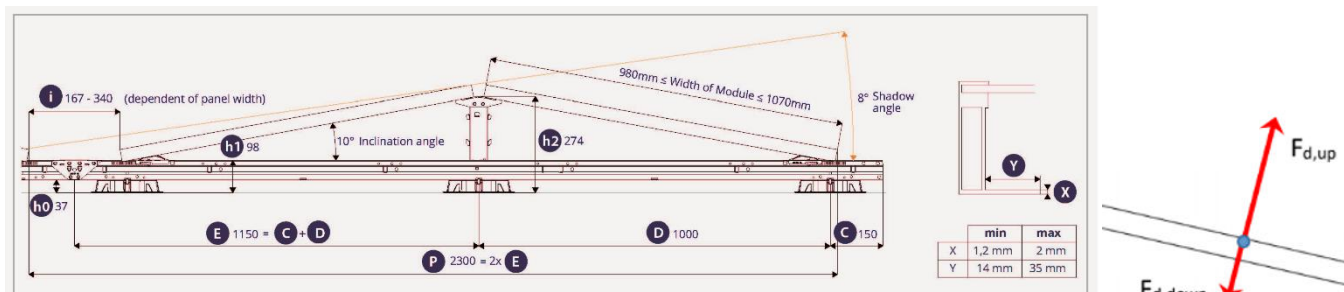 i 167 - 340 (dependent of panel width)
980mm ≤ Width of Module ≤ 1070mm
8° Shadow
angle
10° Inclination angle
h1 98
h2 274
h0 37
E 1150 = C + D
D 1000
C 150
P 2300 = 2x E
Y
X
min max
X 1,2 mm 2 mm
Y 14 mm 35 mm
Fd,up
Fd,down